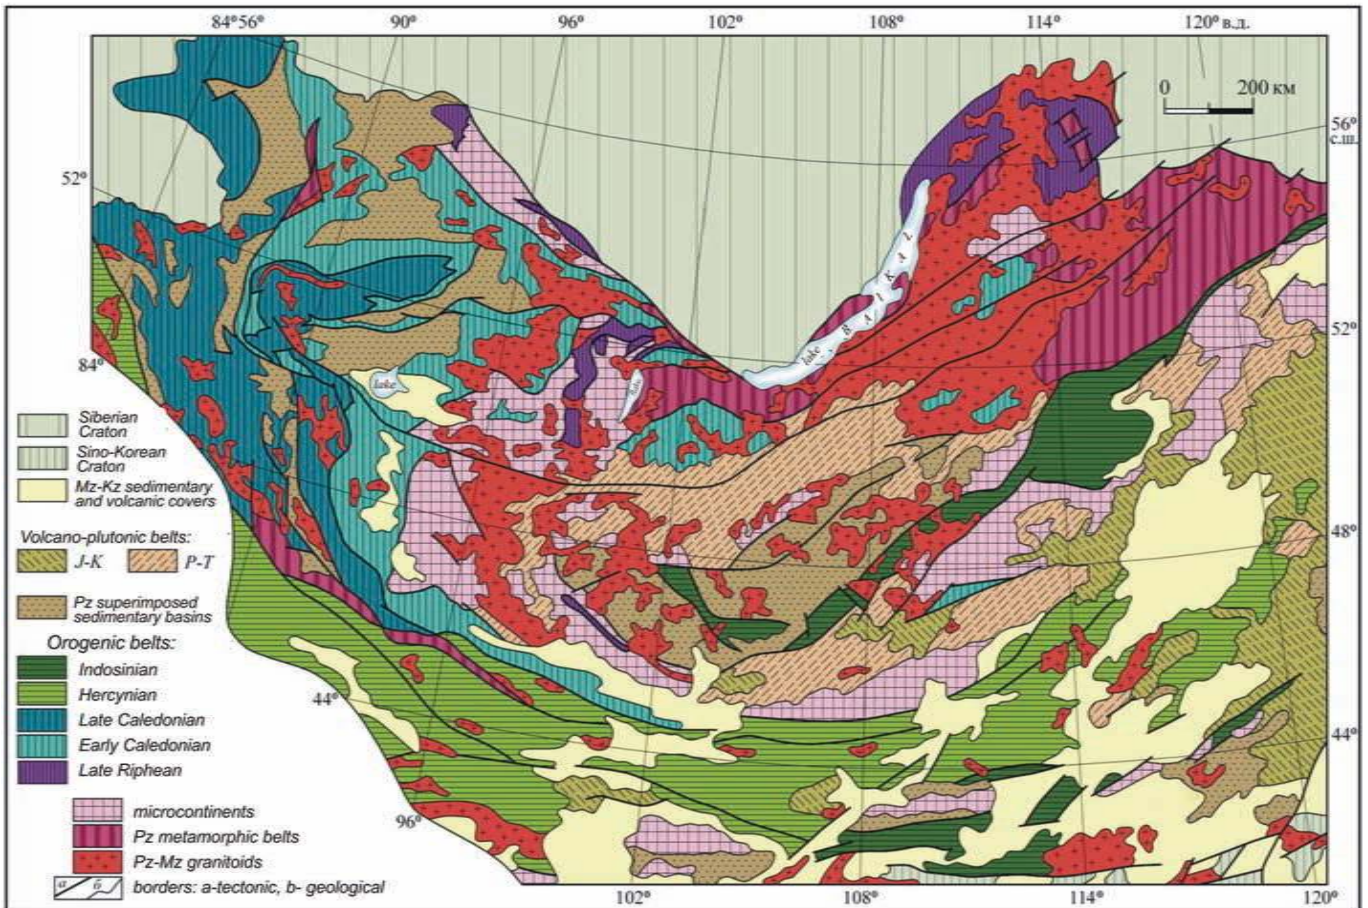 84°56° 90° 96° 102° 108° 114° 120° в.д.
0 200 км
56°
с.ш.
52°
lake BAIKAL
52°
84°
lake
Siberian
Craton
Sino-Korean
Craton
Mz-Kz sedimentary
and volcanic covers
Volcano-plutonic belts:
J-K P-T
48°
Pz superimposed
sedimentary basins
Orogenic belts:
Indosinian
Hercynian
44°
Late Caledonian
Early Caledonian
44°
Late Riphean
microcontinents
96°
Pz metamorphic belts
Pz-Mz granitoids
a б borders: a-tectonic, b- geological
102° 108° 114° 120°